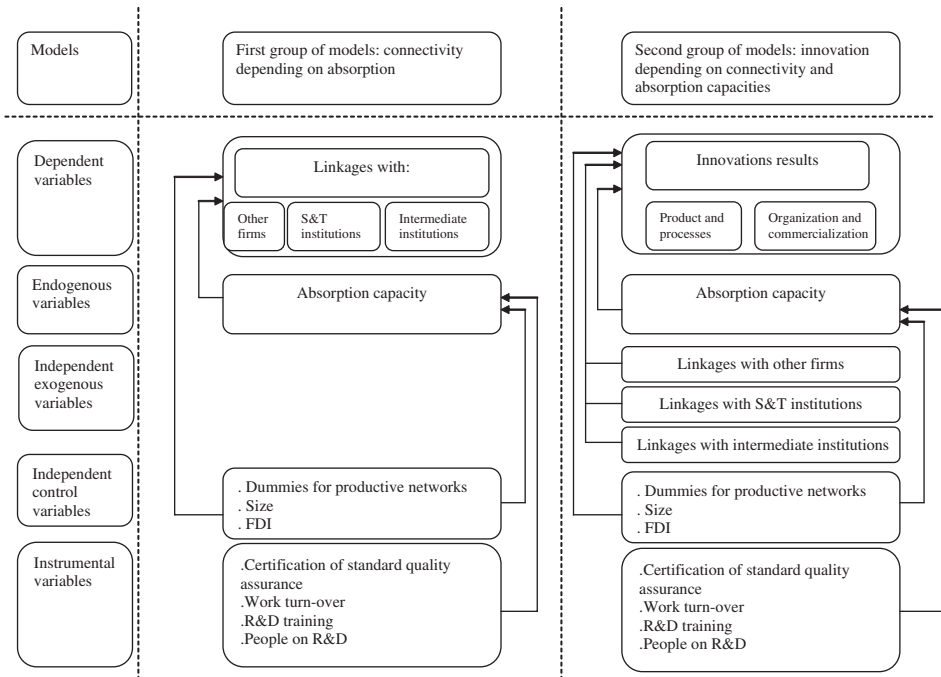 Models
First group of models: connectivity
depending on absorption
Second group of models: innovation
depending on connectivity and
absorption capacities
Dependent
variables
Linkages with:
Other
firms
S&T
institutions
Intermediate
institutions
Innovations results
Product and
processes
Organization and
commercialization
Endogenous
variables
Absorption capacity
Absorption capacity
Independent
exogenous
variables
Linkages with other firms
Linkages with S&T institutions
Linkages with intermediate institutions
Independent
control
variables
. Dummies for productive networks
. Size
. FDI
. Dummies for productive networks
. Size
. FDI
Instrumental
variables
.Certification of standard quality
assurance
.Work turn-over
.R&D training
.People on R&D
.Certification of standard quality
assurance
.Work turn-over
.R&D training
.People on R&D